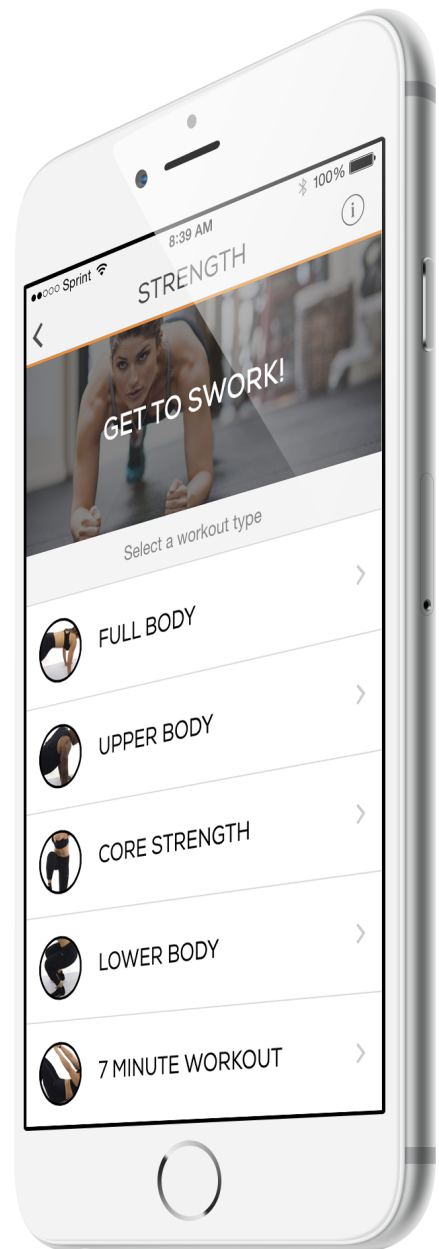 ●●○○○ Sprint 8:39 AM 100%
STRENGTH
i
GET TO SWORK!
Select a workout type
FULL BODY
UPPER BODY
CORE STRENGTH
LOWER BODY
7 MINUTE WORKOUT